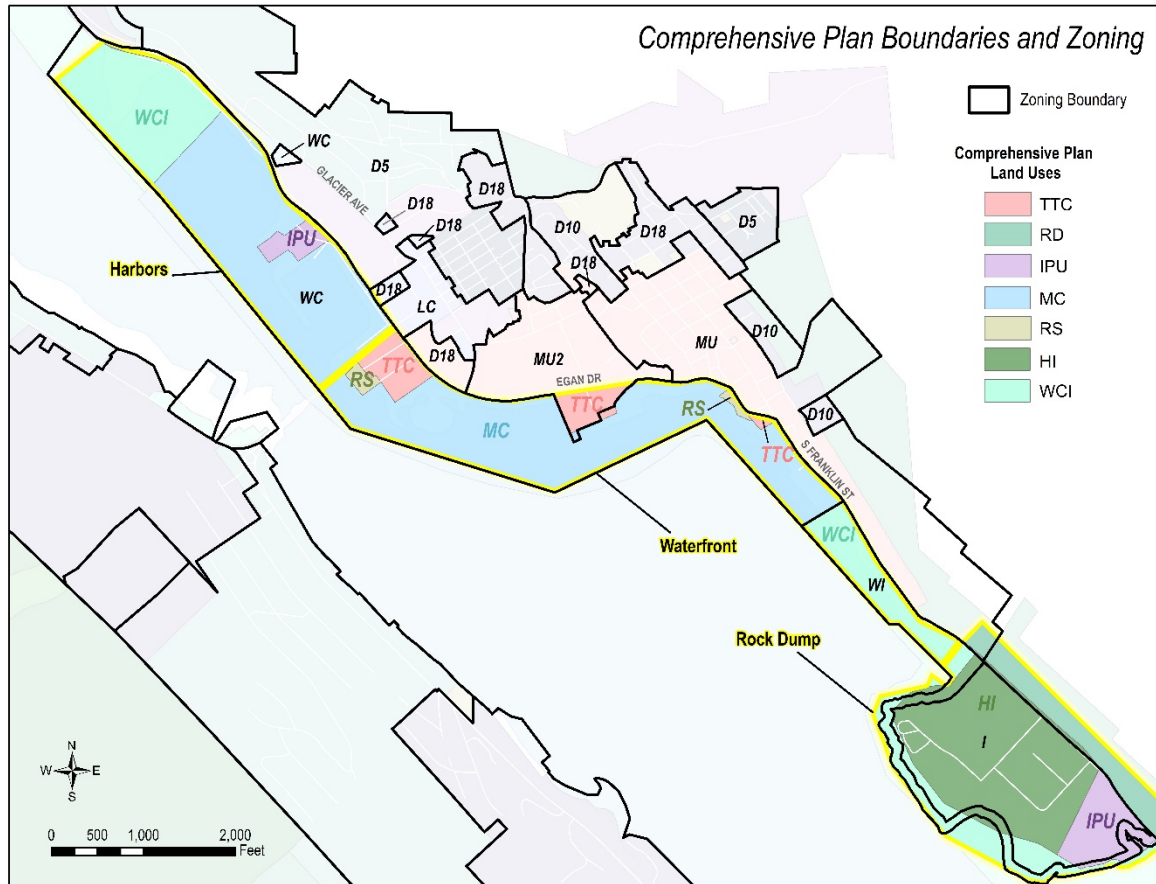 Comprehensive Plan Boundaries and Zoning
Zoning Boundary
Comprehensive Plan
Land Uses
TTC
RD
IPU
MC
RS
HI
WCI
WCI
WC
D5
GLACIER AVE
D18
D18
D18
D10
D18
D5
D18
IPU
Harbors
WC
D18
LC
D18
MU2
MU
D10
EGAN DR
TTC
RS
TTC
MC
RS
TTC
D10
S FRANKLIN ST
Waterfront
WCI
WI
Rock Dump
HI
I
IPU
N
W
E
S
0 500 1,000 2,000
Feet